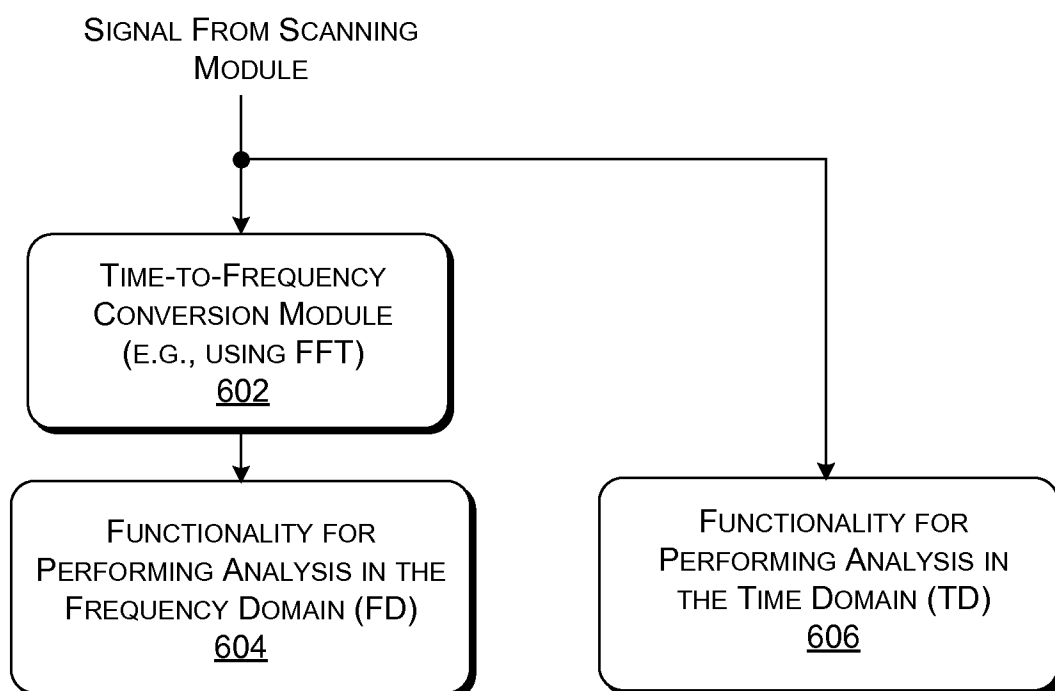 SIGNAL FROM SCANNING
MODULE
TIME-TO-FREQUENCY
CONVERSION MODULE
(E.G., USING FFT)
602
FUNCTIONALITY FOR
PERFORMING ANALYSIS IN THE
FREQUENCY DOMAIN (FD)
604
FUNCTIONALITY FOR
PERFORMING ANALYSIS IN
THE TIME DOMAIN (TD)
606